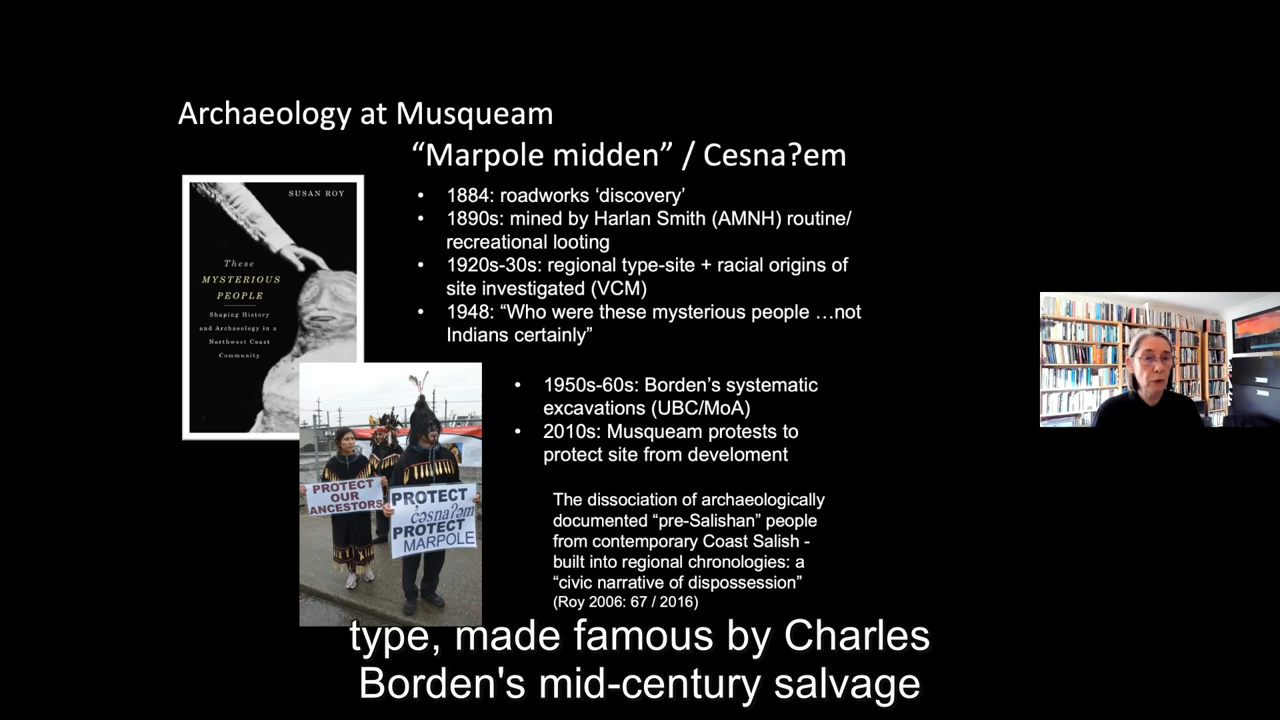 Archaeology at Musqueam
“Marpole midden” / Cesna?em
SUSAN ROY
These
MYSTERIOUS
PEOPLE
Shaping History
and Archaeology in a
Northwest Coast
Community
• 1884: roadworks ‘discovery’
• 1890s: mined by Harlan Smith (AMNH) routine/
recreational looting
• 1920s-30s: regional type-site + racial origins of
site investigated (VCM)
• 1948: “Who were these mysterious people …not
Indians certainly”
• 1950s-60s: Borden’s systematic
excavations (UBC/MoA)
• 2010s: Musqueam protests to
protect site from develoment
PROTECT
OUR
ANCESTORS
PROTECT
c̓əsnaʔəm
PROTECT
MARPOLE
The dissociation of archaeologically
documented “pre-Salishan” people
from contemporary Coast Salish -
built into regional chronologies: a
“civic narrative of dispossession”
(Roy 2006: 67 / 2016)
type, made famous by Charles
Borden's mid-century salvage